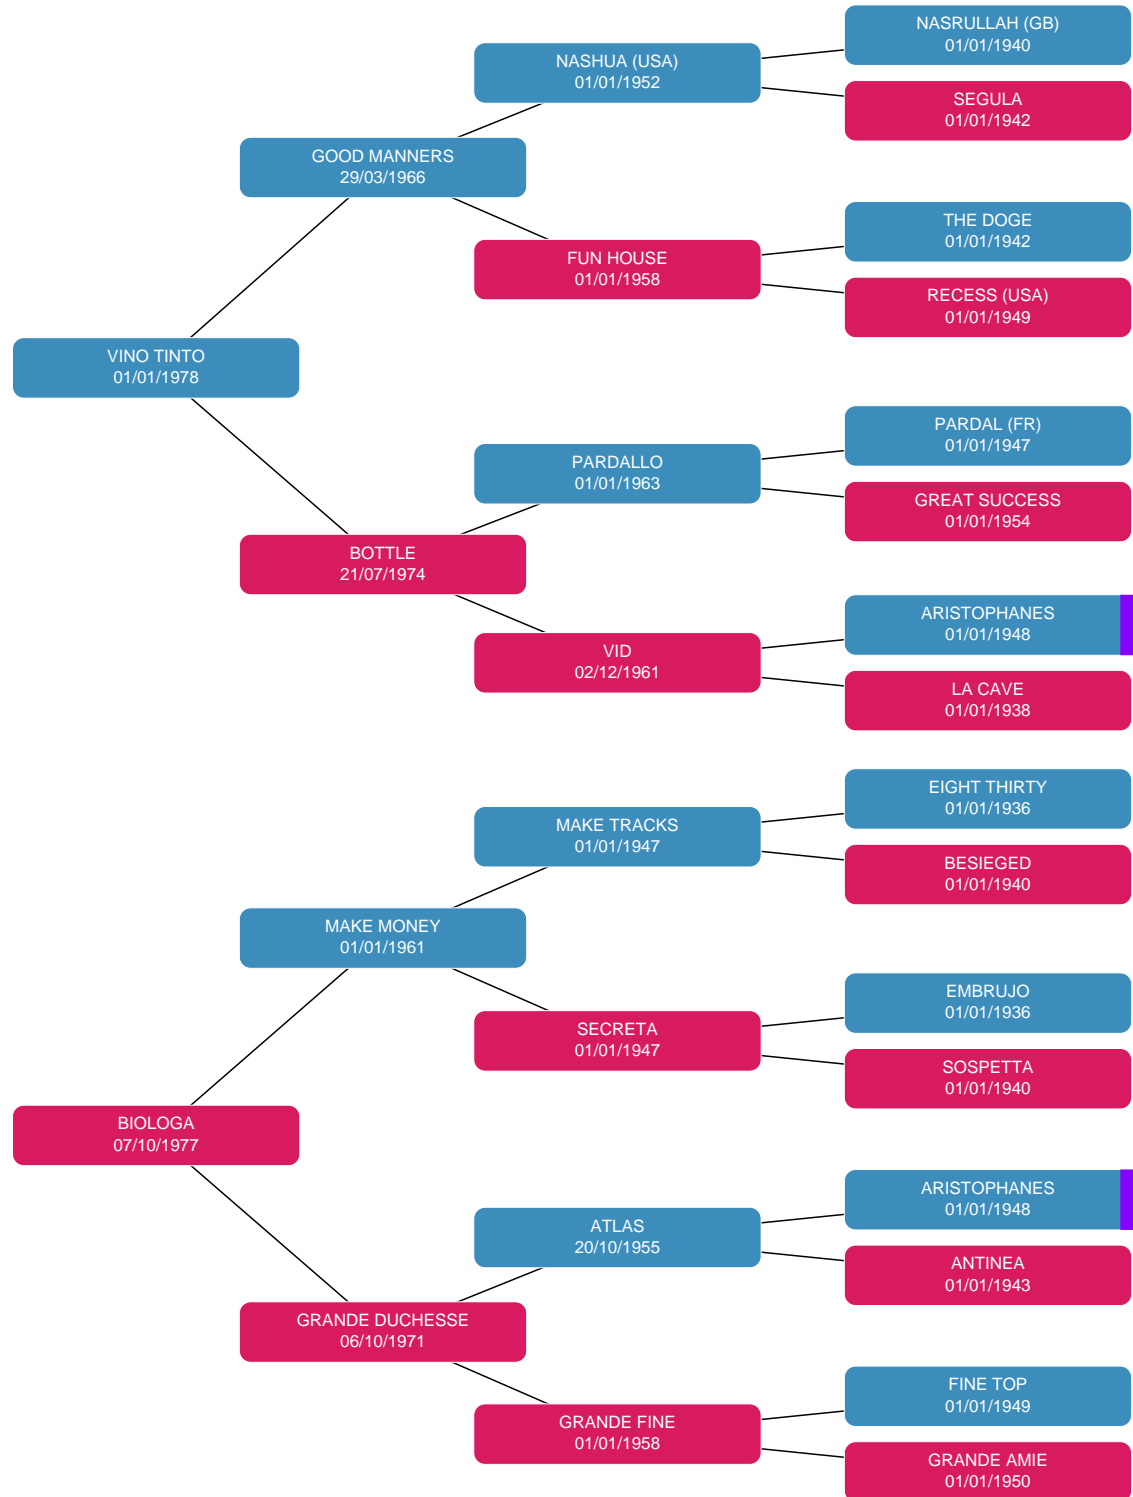 NASRULLAH (GB)
01/01/1940
NASHUA (USA)
01/01/1952
SEGULA
01/01/1942
GOOD MANNERS
29/03/1966
THE DOGE
01/01/1942
FUN HOUSE
01/01/1958
RECESS (USA)
01/01/1949
VINO TINTO
01/01/1978
PARDAL (FR)
01/01/1947
PARDALLO
01/01/1963
GREAT SUCCESS
01/01/1954
BOTTLE
21/07/1974
ARISTOPHANES
01/01/1948
VID
02/12/1961
LA CAVE
01/01/1938
EIGHT THIRTY
01/01/1936
MAKE TRACKS
01/01/1947
BESIEGED
01/01/1940
MAKE MONEY
01/01/1961
EMBRUJO
01/01/1936
SECRETA
01/01/1947
SOSPETTA
01/01/1940
BIOLOGA
07/10/1977
ARISTOPHANES
01/01/1948
ATLAS
20/10/1955
ANTINEA
01/01/1943
GRANDE DUCHESSE
06/10/1971
FINE TOP
01/01/1949
GRANDE FINE
01/01/1958
GRANDE AMIE
01/01/1950